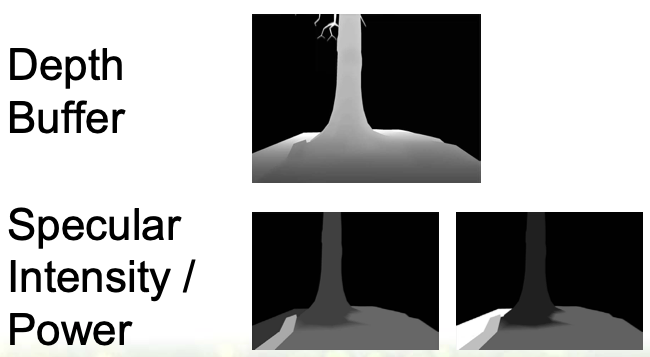 Depth
Buffer
Specular
Intensity /
Power